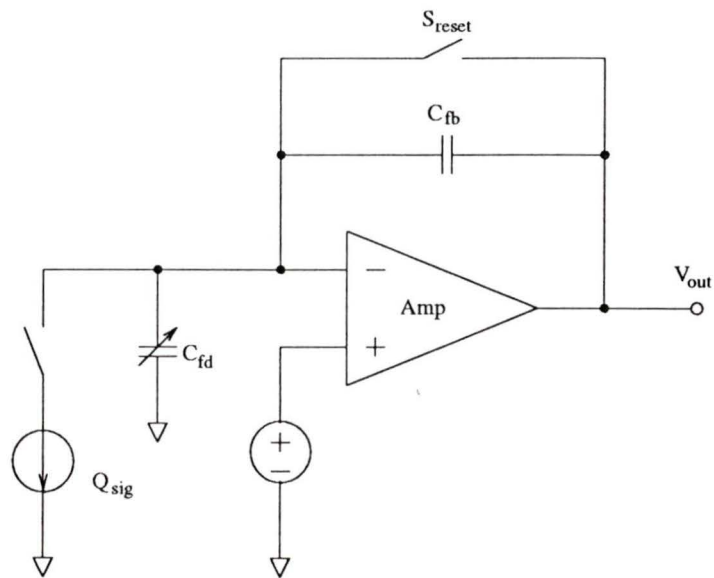 S_reset
C_fb
V_out
Amp
C_fd
Q_sig